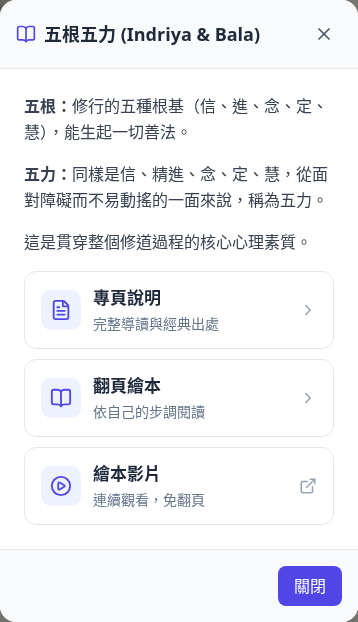 五根五力 (Indriya & Bala)
五根：修行的五種根基（信、進、念、定、
慧），能生起一切善法。
五力：同樣是信、精進、念、定、慧，從面
對障礙而不易動搖的一面來說，稱為五力。
這是貫穿整個修道過程的核心心理素質。
專頁說明
完整導讀與經典出處
翻頁繪本
依自己的步調閱讀
繪本影片
連續觀看，免翻頁
關閉